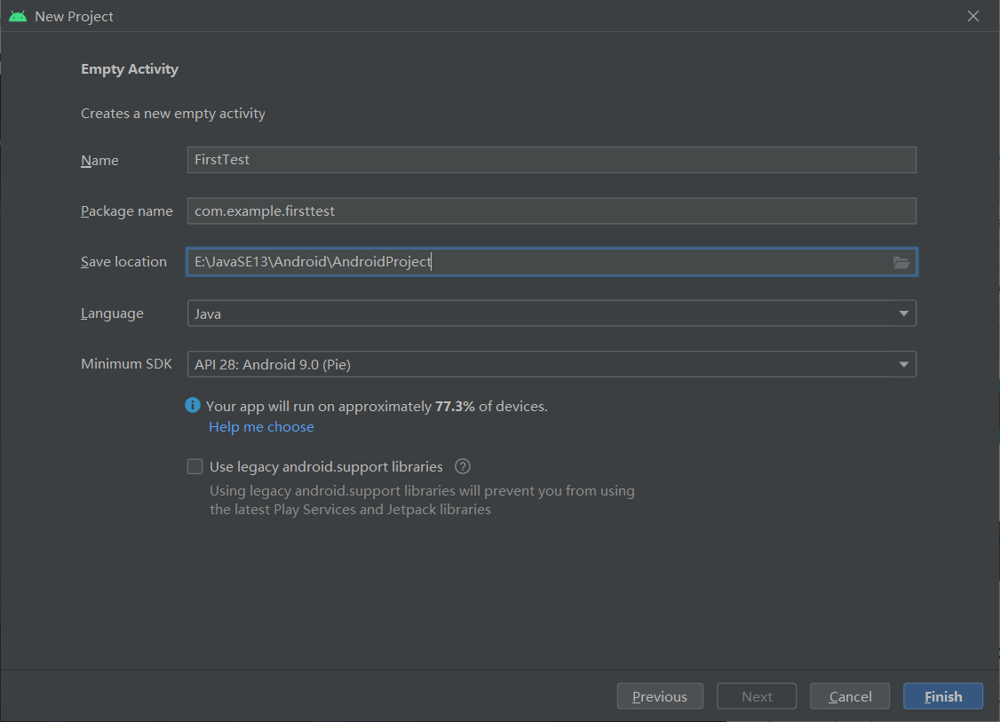 New Project
Empty Activity
Creates a new empty activity
Name FirstTest
Package name com.example.firsttest
Save location E:\JavaSE13\Android\AndroidProject
Language Java
Minimum SDK API 28: Android 9.0 (Pie)
Your app will run on approximately 77.3% of devices.
Help me choose
Use legacy android.support libraries ?
Using legacy android.support libraries will prevent you from using
the latest Play Services and Jetpack libraries
Previous Next Cancel Finish